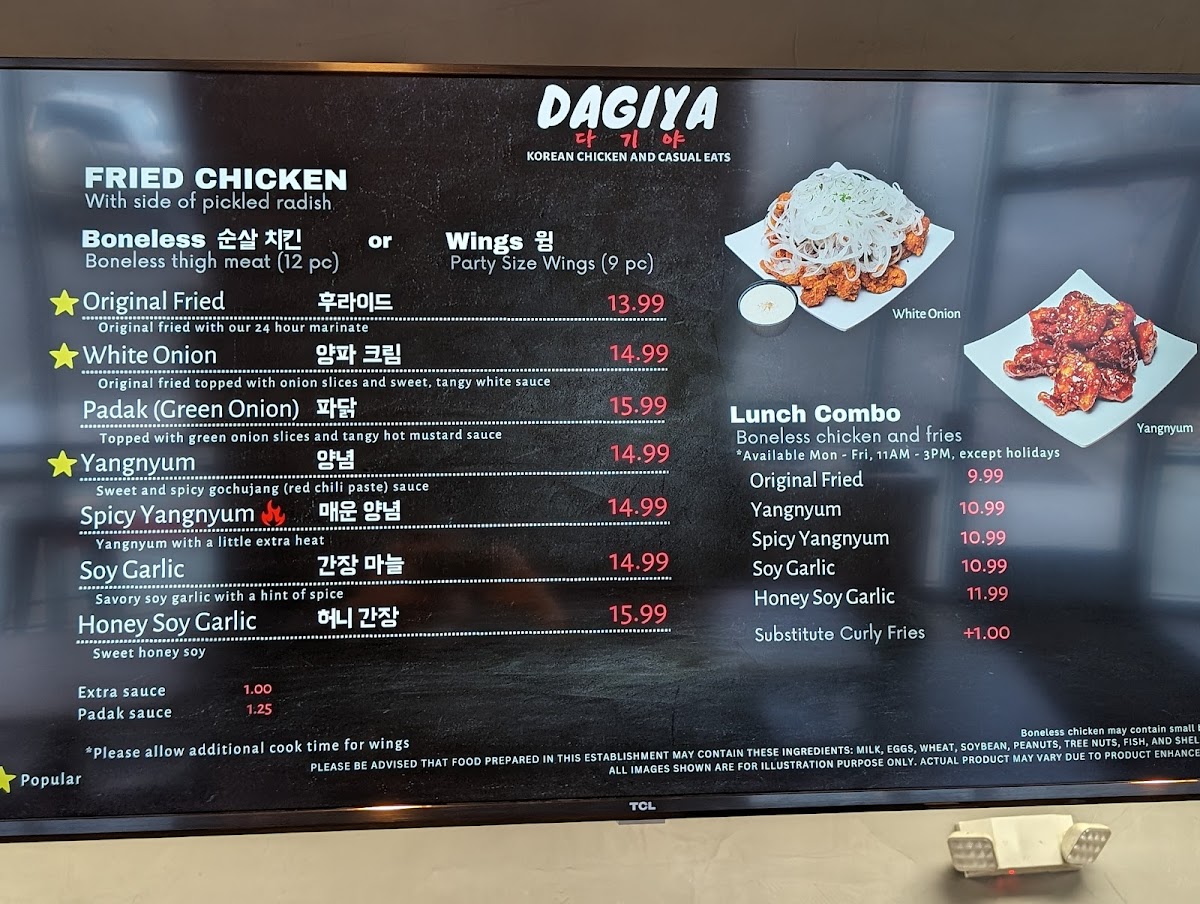 DAGIYA
다 기 야
KOREAN CHICKEN AND CASUAL EATS
FRIED CHICKEN
With side of pickled radish
Boneless 순살 치킨 or Wings 윙
Boneless thigh meat (12 pc) Party Size Wings (9 pc)
Original Fried 후라이드 13.99
Original fried with our 24 hour marinate
White Onion 양파 크림 14.99
Original fried topped with onion slices and sweet, tangy white sauce
Padak (Green Onion) 파닭 15.99
Topped with green onion slices and tangy hot mustard sauce
Yangnyum 양념 14.99
Sweet and spicy gochujang (red chili paste) sauce
Spicy Yangnyum 매운 양념 14.99
Yangnyum with a little extra heat
Soy Garlic 간장 마늘 14.99
Savory soy garlic with a hint of spice
Honey Soy Garlic 허니 간장 15.99
Sweet honey soy
Extra sauce 1.00
Padak sauce 1.25
*Please allow additional cook time for wings
Popular
White Onion
Yangnyum
Lunch Combo
Boneless chicken and fries
*Available Mon - Fri, 11AM - 3PM, except holidays
Original Fried 9.99
Yangnyum 10.99
Spicy Yangnyum 10.99
Soy Garlic 10.99
Honey Soy Garlic 11.99
Substitute Curly Fries +1.00
Boneless chicken may contain small
PLEASE BE ADVISED THAT FOOD PREPARED IN THIS ESTABLISHMENT MAY CONTAIN THESE INGREDIENTS: MILK, EGGS, WHEAT, SOYBEAN, PEANUTS, TREE NUTS, FISH, AND
ALL IMAGES SHOWN ARE FOR ILLUSTRATION PURPOSE ONLY. ACTUAL PRODUCT MAY VARY DUE TO PRODUCT
TCL